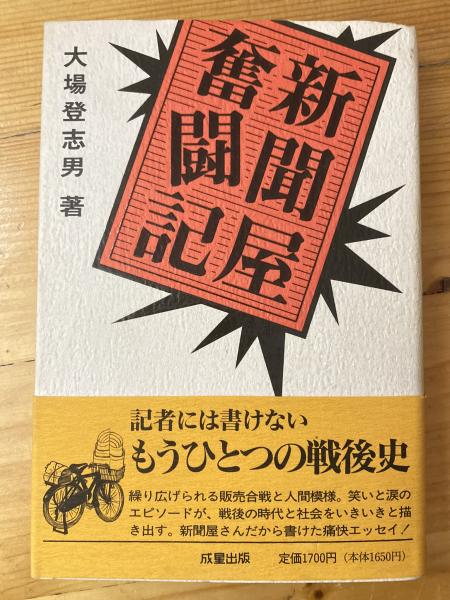 新聞屋
奮闘記
大場登志男 著
記者には書けない
もうひとつの戦後史
繰り広げられる販売合戦と人間模様。笑いと涙の
エピソードが、戦後の時代と社会をいきいきと描
き出す。新聞屋さんだから書けた痛快エッセイ！
成星出版 定価1700円（本体1650円）